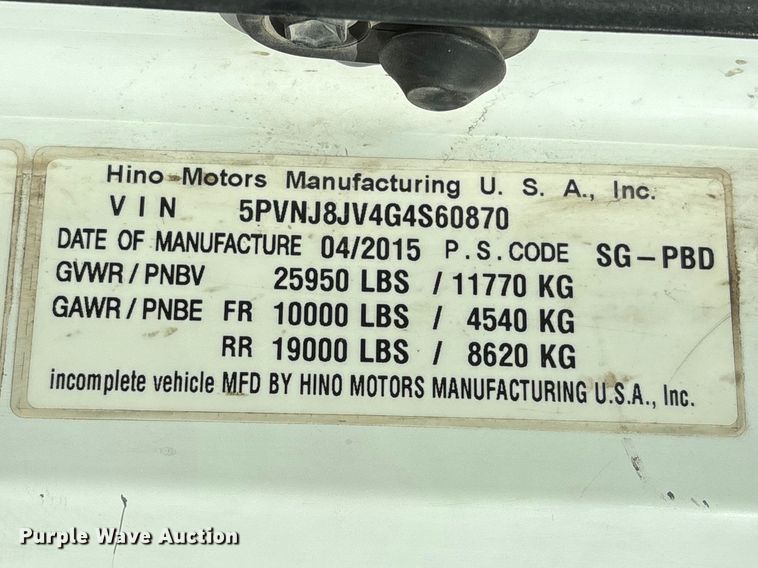 Hino Motors Manufacturing U. S. A., Inc.
VIN 5PVNJ8JV4G4S60870
DATE OF MANUFACTURE 04/2015 P.S.CODE SG-PBD
GVWR / PNBV 25950 LBS / 11770 KG
GAWR / PNBE FR 10000 LBS / 4540 KG
RR 19000 LBS / 8620 KG
incomplete vehicle MFD BY HINO MOTORS MANUFACTURING U.S.A., Inc.
Purple Wave Auction